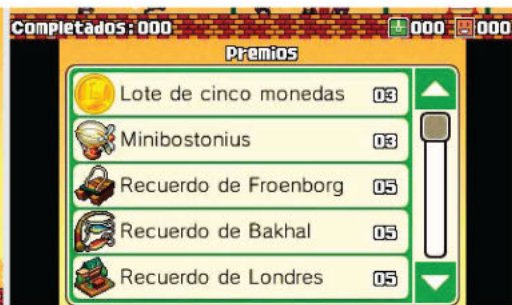 Completados:000 000 000
Premios
Lote de cinco monedas 03
Minibostonius 03
Recuerdo de Froenborg 05
Recuerdo de Bakhal 05
Recuerdo de Londres 05